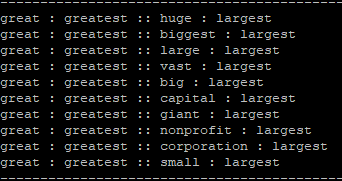 great : greatest :: huge : largest
great : greatest :: biggest : largest
great : greatest :: large : largest
great : greatest :: vast : largest
great : greatest :: big : largest
great : greatest :: capital : largest
great : greatest :: giant : largest
great : greatest :: nonprofit : largest
great : greatest :: corporation : largest
great : greatest :: small : largest